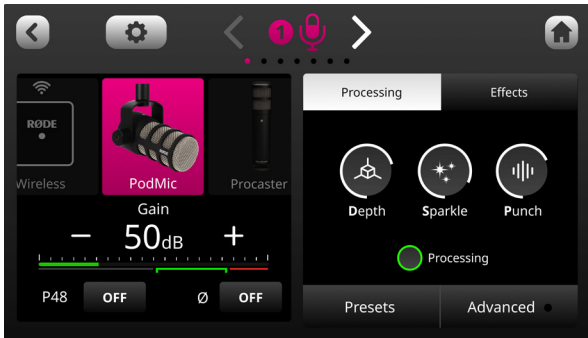 1
RØDE
Wireless
PodMic
Procaster
Gain
− 50dB +
P48 OFF Ø OFF
Processing Effects
Depth Sparkle Punch
Processing
Presets Advanced